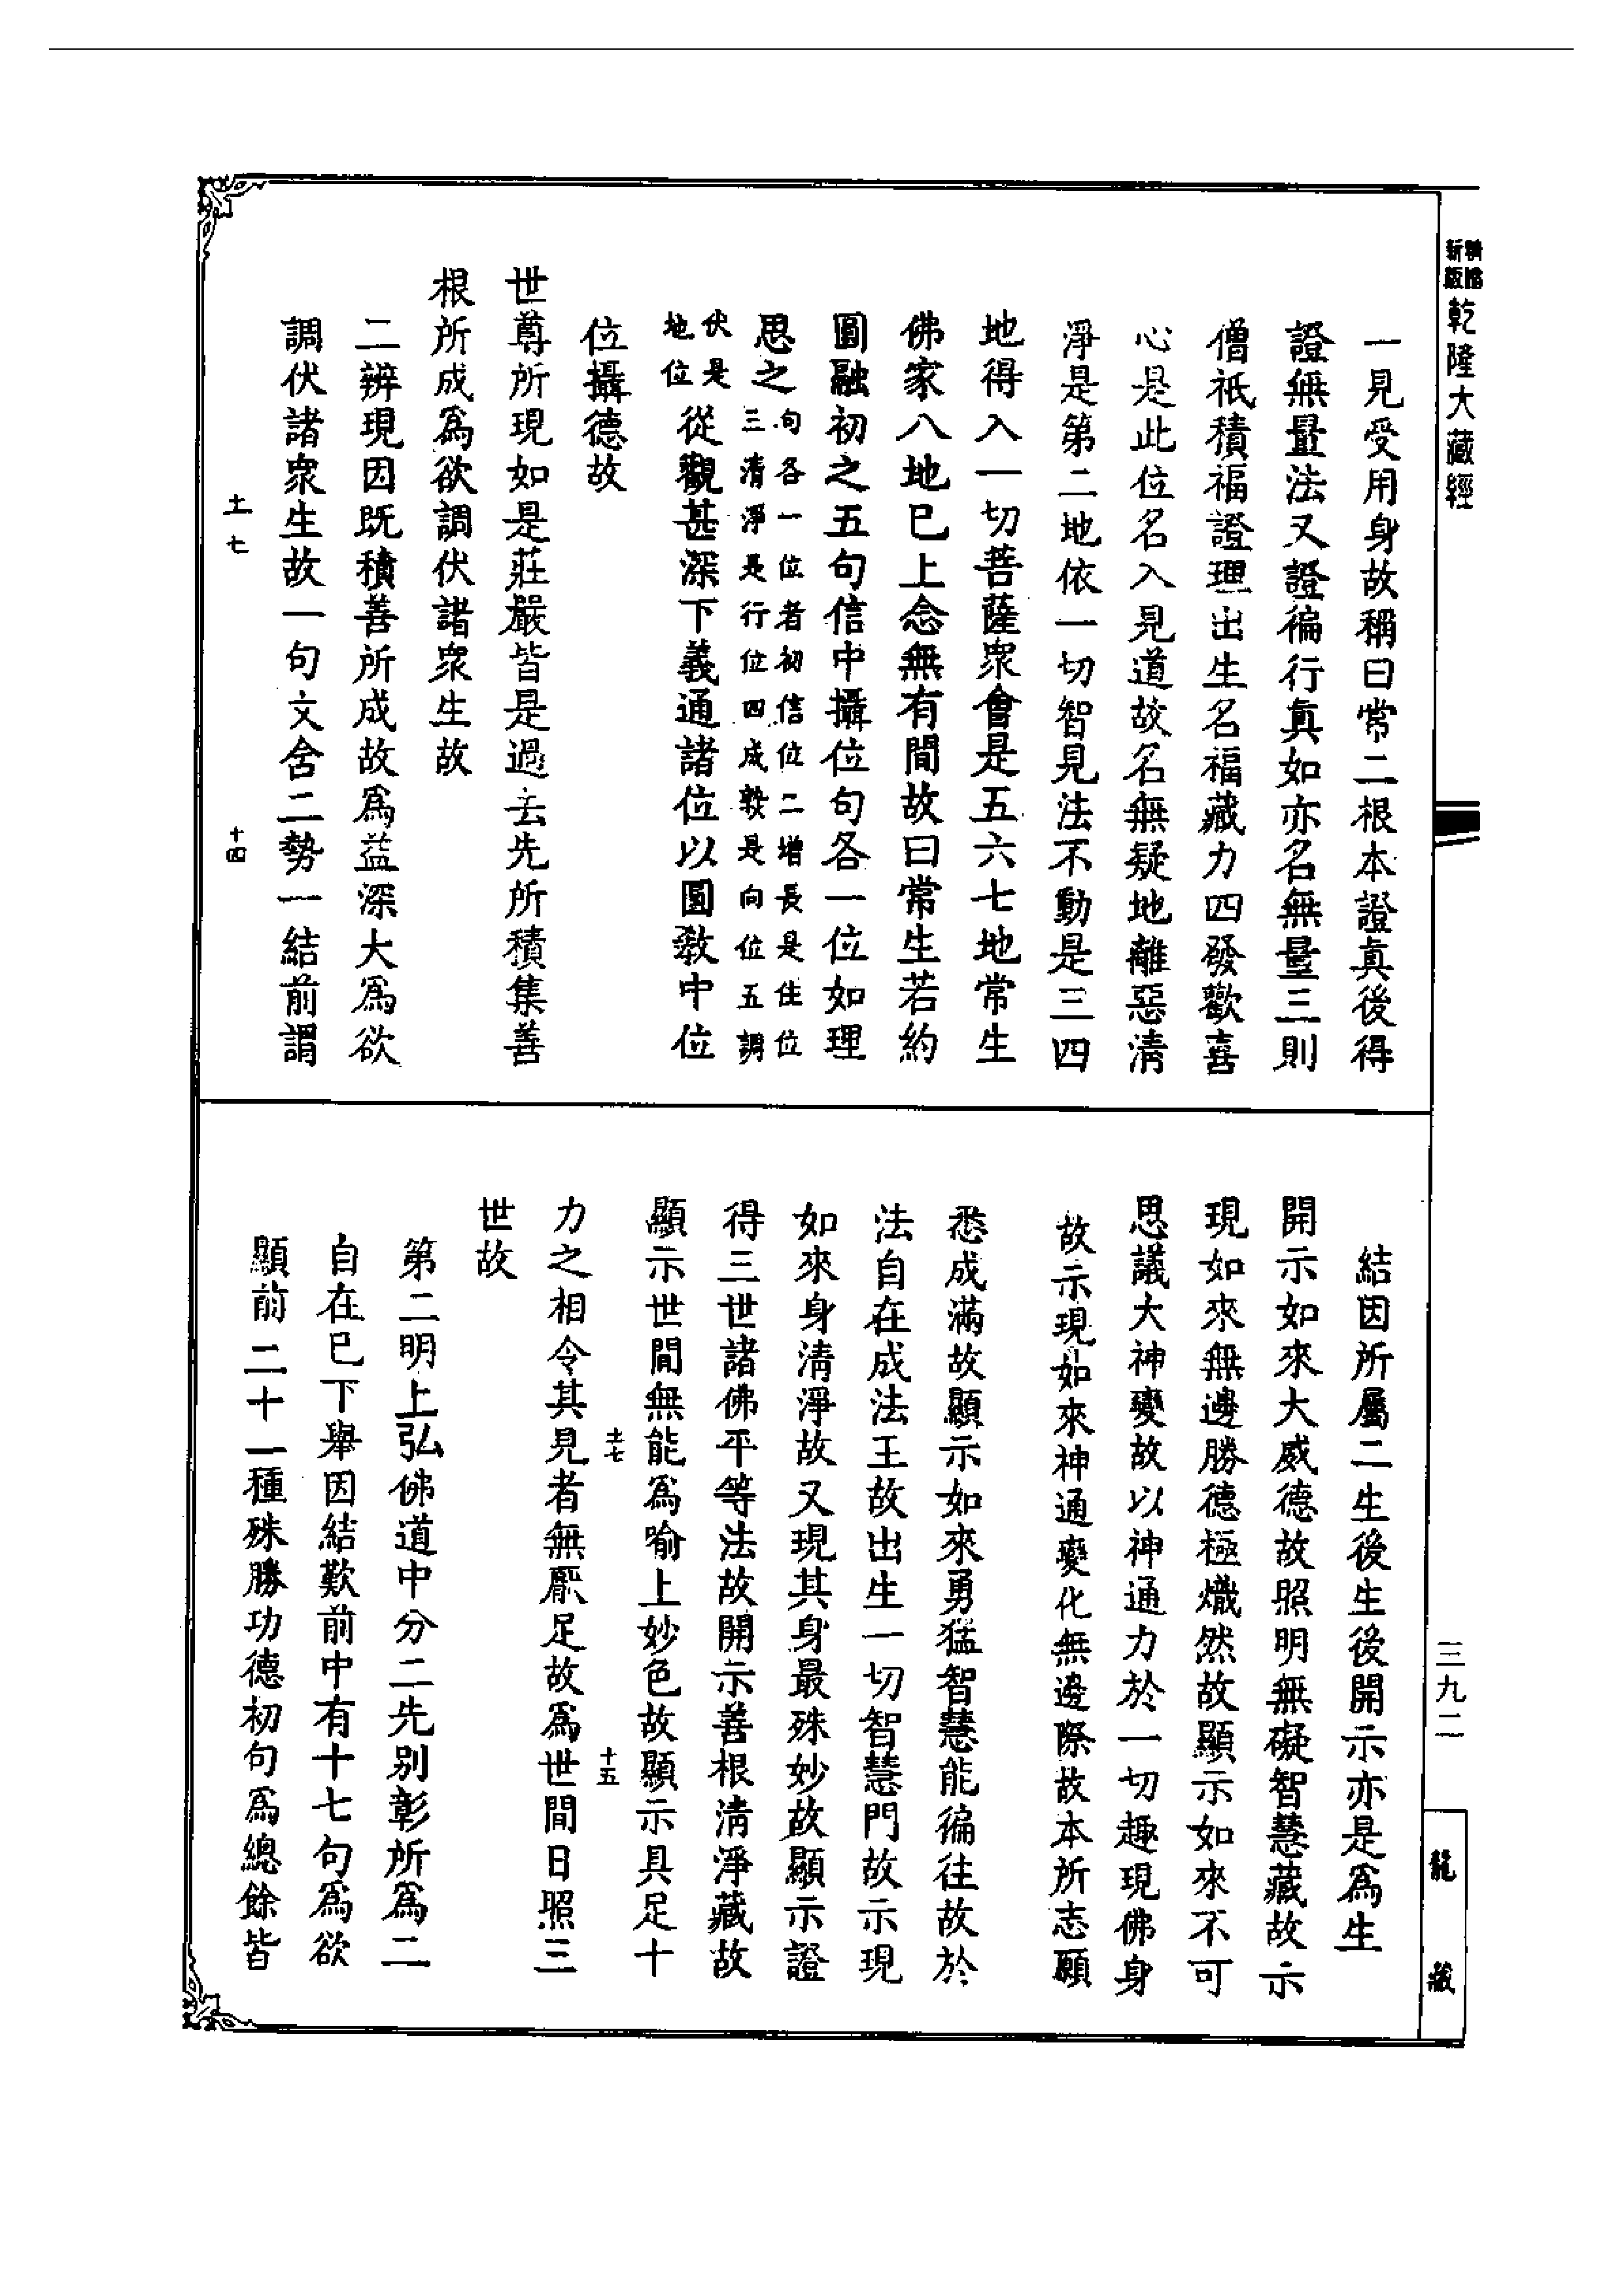 乾隆大藏經
一見受用身故稱曰常二根本證真後得
證無量法又證徧行真如亦名無量三則
僧祇積福證理出生名福藏力四發歡喜
心是此位名入見道故名無疑地離惡清
淨是第二地依一切智見法不動是三四
地得入一切菩薩衆會是五六七地常生
佛家八地已上念無有間故曰常生若約
圓融初之五句信中攝位句各一位如理
思之句各一位者初信位二增長是住位三清淨是行位四成敎是向位五調
伏是地位從觀甚深下義通諸位以圓敎中位
位攝德故
世尊所現如是莊嚴皆是過去先所積集善
根所成爲欲調伏諸衆生故
二辨現因既積善所成故爲益深大爲欲
調伏諸衆生故一句文含二勢一結前謂
土七
十四
結因所屬二生後生後開示亦是爲生
開示如來大威德故照明無礙智慧藏故示
現如來無邊勝德極熾然故顯示如來不可
思議大神變故以神通力於一切趣現佛身
故示現如來神通變化無邊際故本所志願
悉成滿故顯示如來勇猛智慧能徧往故於
法自在成法王故出生一切智慧門故示現
如來身清淨故又現其身最殊妙故顯示證
得三世諸佛平等法故開示善根清淨藏故
顯示世間無能爲喻上妙色故顯示具足十
土七
十五
力之相令其見者無厭足故爲世間日照三
世故
第二明上弘佛道中分二先別彰所爲二
自在已下舉因結歎前中有十七句爲欲
顯前二十一種殊勝功德初句爲總餘皆
三九二
龍藏